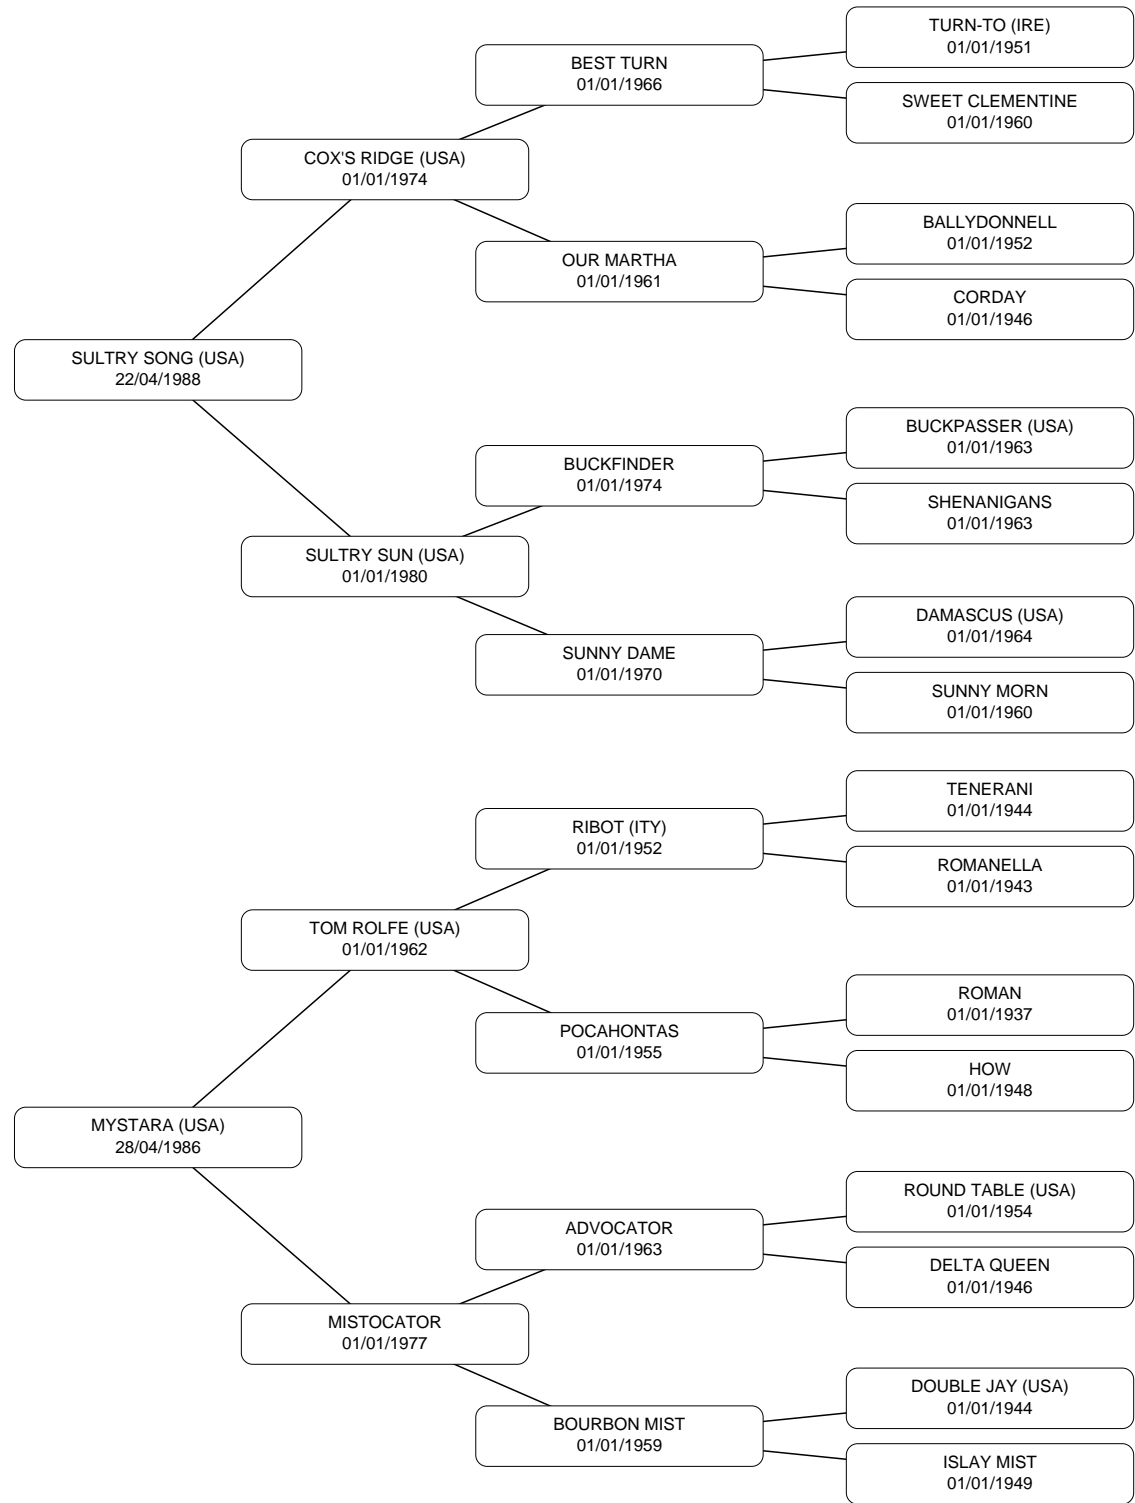 TURN-TO (IRE)
01/01/1951
BEST TURN
01/01/1966
SWEET CLEMENTINE
01/01/1960
COX'S RIDGE (USA)
01/01/1974
BALLYDONNELL
01/01/1952
OUR MARTHA
01/01/1961
CORDAY
01/01/1946
SULTRY SONG (USA)
22/04/1988
BUCKPASSER (USA)
01/01/1963
BUCKFINDER
01/01/1974
SHENANIGANS
01/01/1963
SULTRY SUN (USA)
01/01/1980
DAMASCUS (USA)
01/01/1964
SUNNY DAME
01/01/1970
SUNNY MORN
01/01/1960
TENERANI
01/01/1944
RIBOT (ITY)
01/01/1952
ROMANELLA
01/01/1943
TOM ROLFE (USA)
01/01/1962
ROMAN
01/01/1937
POCAHONTAS
01/01/1955
HOW
01/01/1948
MYSTARA (USA)
28/04/1986
ROUND TABLE (USA)
01/01/1954
ADVOCATOR
01/01/1963
DELTA QUEEN
01/01/1946
MISTOCATOR
01/01/1977
DOUBLE JAY (USA)
01/01/1944
BOURBON MIST
01/01/1959
ISLAY MIST
01/01/1949